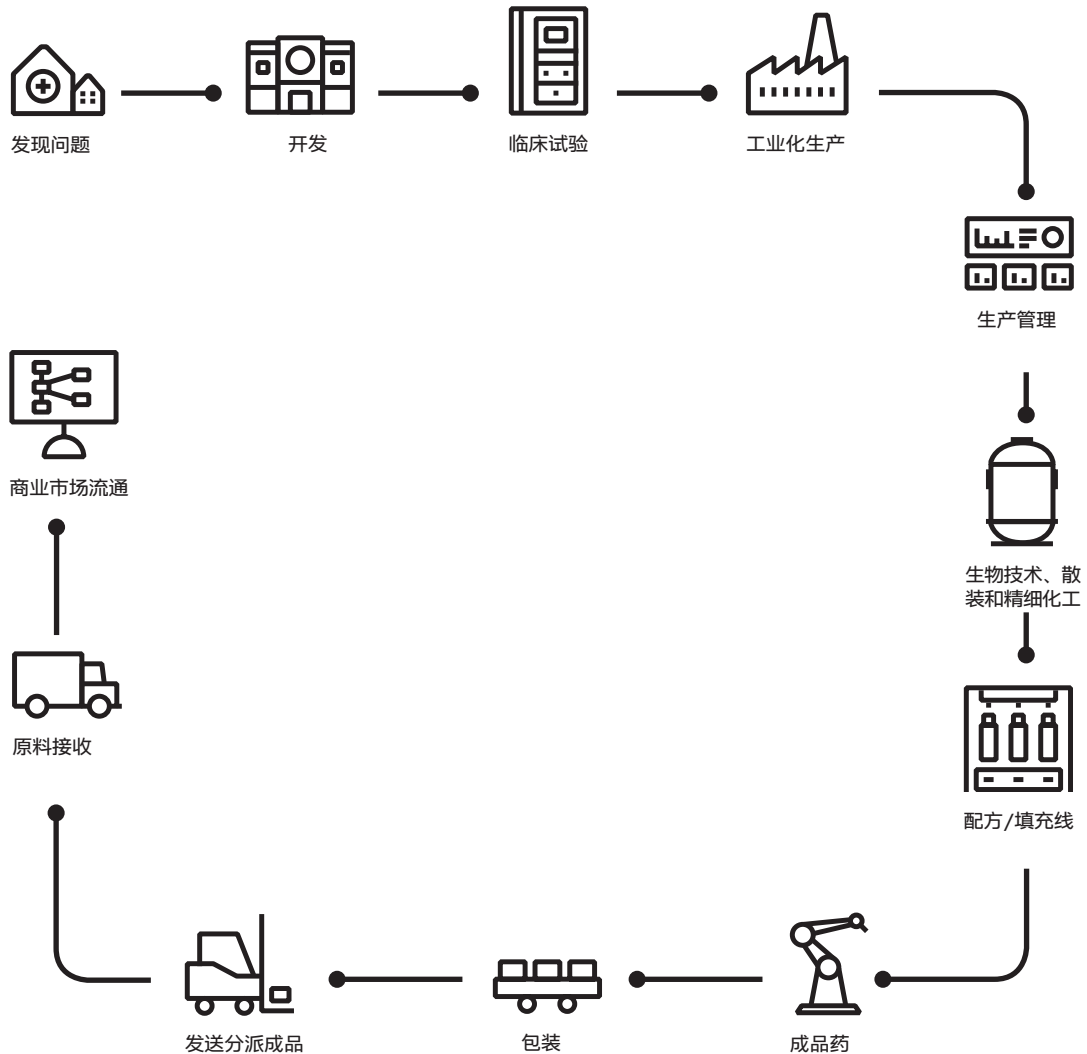 发现问题
开发
临床试验
工业化生产
生产管理
生物技术、散
装和精细化工
配方/填充线
成品药
包装
发送分派成品
原料接收
商业市场流通